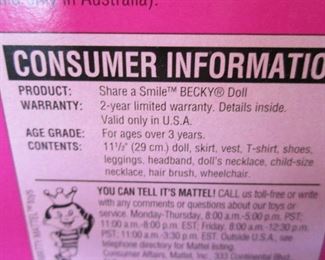 only in Australia).
CONSUMER INFORMATIO
PRODUCT: Share a Smile™ BECKY® Doll
WARRANTY: 2-year limited warranty. Details inside.
Valid only in U.S.A.
AGE GRADE: For ages over 3 years.
CONTENTS: 11½" (29 cm.) doll, skirt, vest, T-shirt, shoes,
leggings, headband, doll's necklace, child-size
necklace, hair brush, wheelchair.
YOU CAN TELL IT'S MATTEL! CALL us toll-free or write
with any comments or questions about our toys or
service. Monday-Thursday, 8:00 a.m.-5:00 p.m. PST;
11:00 a.m.-8:00 p.m. EST; Friday, 8:00 a.m.-12:30 p.m.
PST; 11:00 a.m.-3:30 p.m. EST. Outside U.S.A., see
telephone directory for Mattel listing.
Consumer Affairs, Mattel, Inc., 333 Continental Blvd.